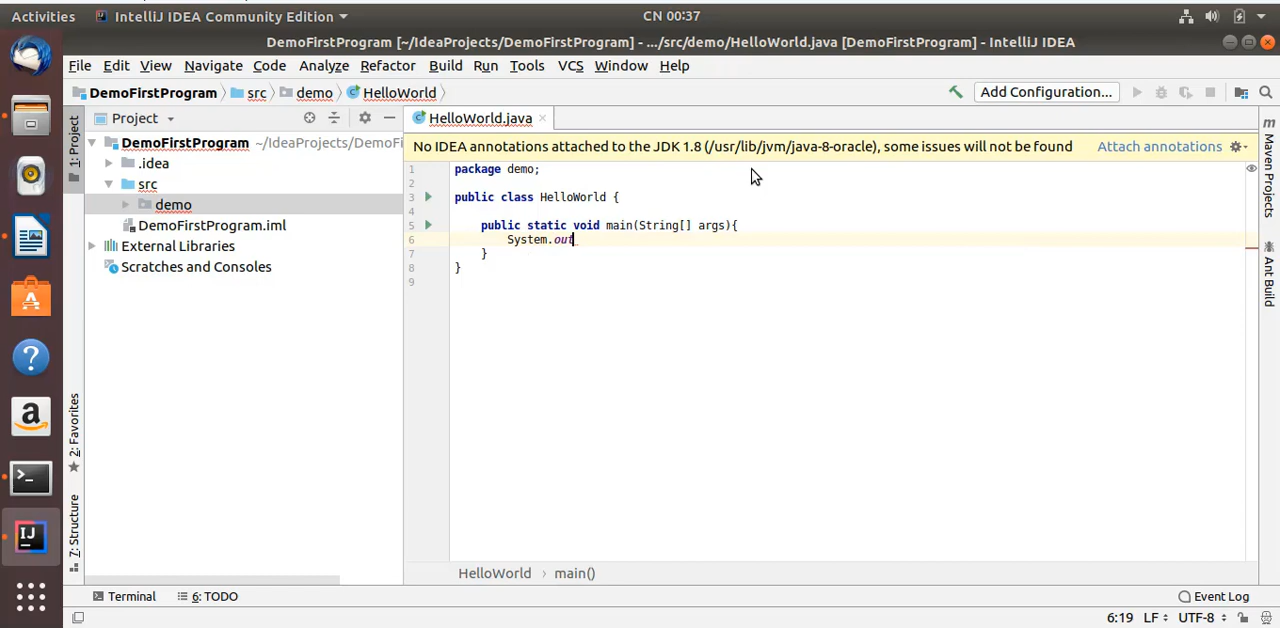 Activities IntelliJ IDEA Community Edition CN 00:37
DemoFirstProgram [~/IdeaProjects/DemoFirstProgram] - .../src/demo/HelloWorld.java [DemoFirstProgram] - IntelliJ IDEA
File Edit View Navigate Code Analyze Refactor Build Run Tools VCS Window Help
DemoFirstProgram src demo HelloWorld Add Configuration...
1: Project
Project
HelloWorld.java
DemoFirstProgram ~/IdeaProjects/DemoFi
.idea
src
demo
DemoFirstProgram.iml
External Libraries
Scratches and Consoles
No IDEA annotations attached to the JDK 1.8 (/usr/lib/jvm/java-8-oracle), some issues will not be found Attach annotations
1 package demo;
2
3 public class HelloWorld {
4
5 public static void main(String[] args){
6 System.out
7 }
8 }
9
m Maven Projects
Ant Build
2: Favorites
7: Structure
HelloWorld › main()
Terminal 6: TODO Event Log
6:19 LF UTF-8